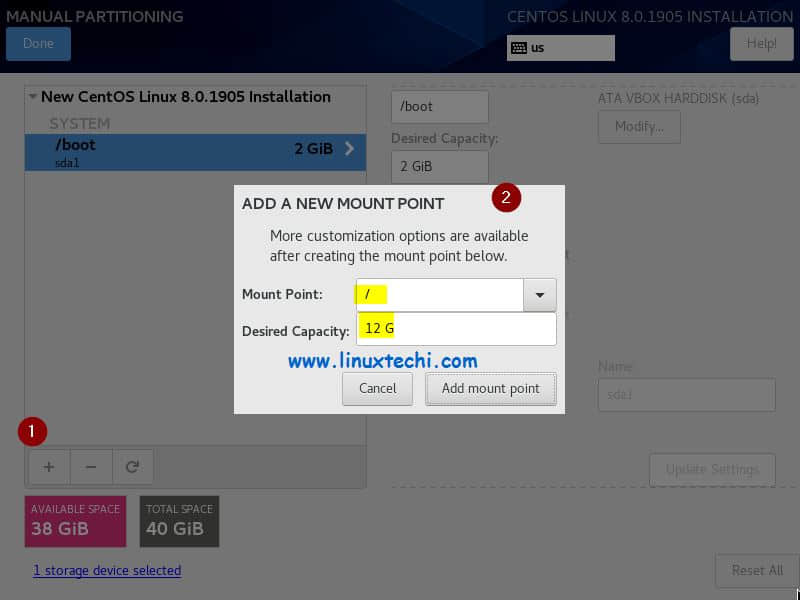 MANUAL PARTITIONING
CENTOS LINUX 8.0.1905 INSTALLATION
Done
us
Help!
New CentOS Linux 8.0.1905 Installation
SYSTEM
/boot
2 GiB
sda1
/boot
Desired Capacity:
2 GiB
ATA VBOX HARDDISK (sda)
Modify...
ADD A NEW MOUNT POINT
2
More customization options are available
after creating the mount point below.
Mount Point:
/
Desired Capacity:
12 G
www.linuxtechi.com
Cancel
Add mount point
Name:
sda1
1
+ −
Update Settings
AVAILABLE SPACE
38 GiB
TOTAL SPACE
40 GiB
1 storage device selected
Reset All